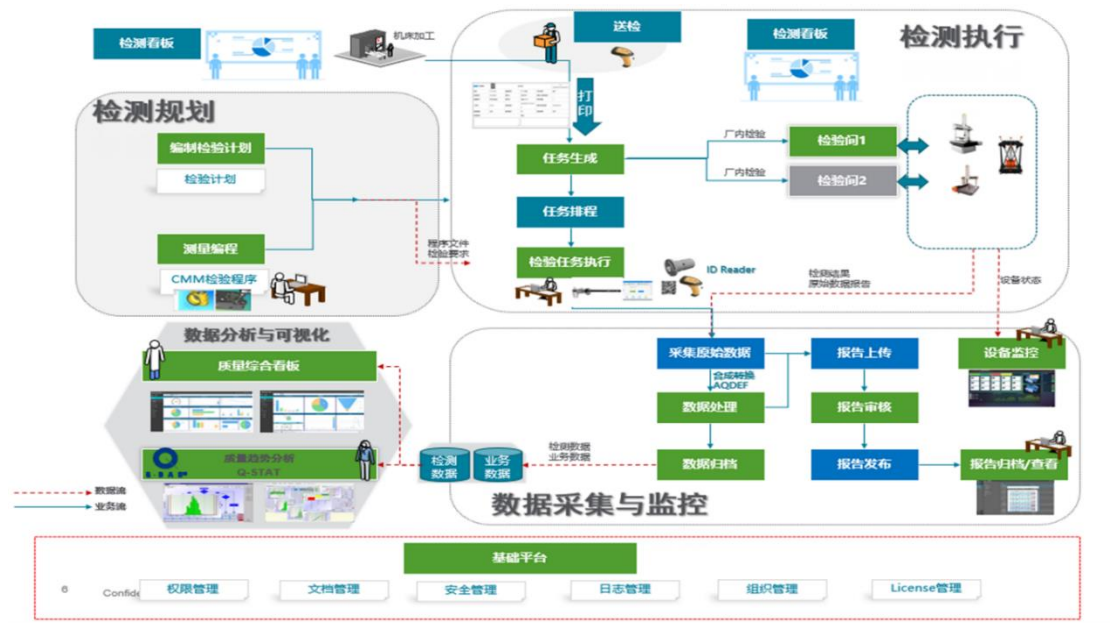 检测看板
机床加工
送检
检测看板
检测执行
检测规划
打印
编制检验计划
检验计划
任务生成
厂内检验
检验间1
厂内检验
检验间2
任务排程
测量编程
CMM检验程序
程序文件
检验要求
检验任务执行
ID Reader
检测结果
原始数据报告
设备状态
数据分析与可视化
质量综合看板
采集原始数据
报告上传
设备监控
合成转换
AQDEF
数据处理
报告审核
质量趋势分析
Q-STAT
检测
数据
业务
数据
检测数据
业务数据
数据归档
报告发布
报告归档/查看
数据采集与监控
数据流
业务流
基础平台
6
Confide
权限管理
文档管理
安全管理
日志管理
组织管理
License管理